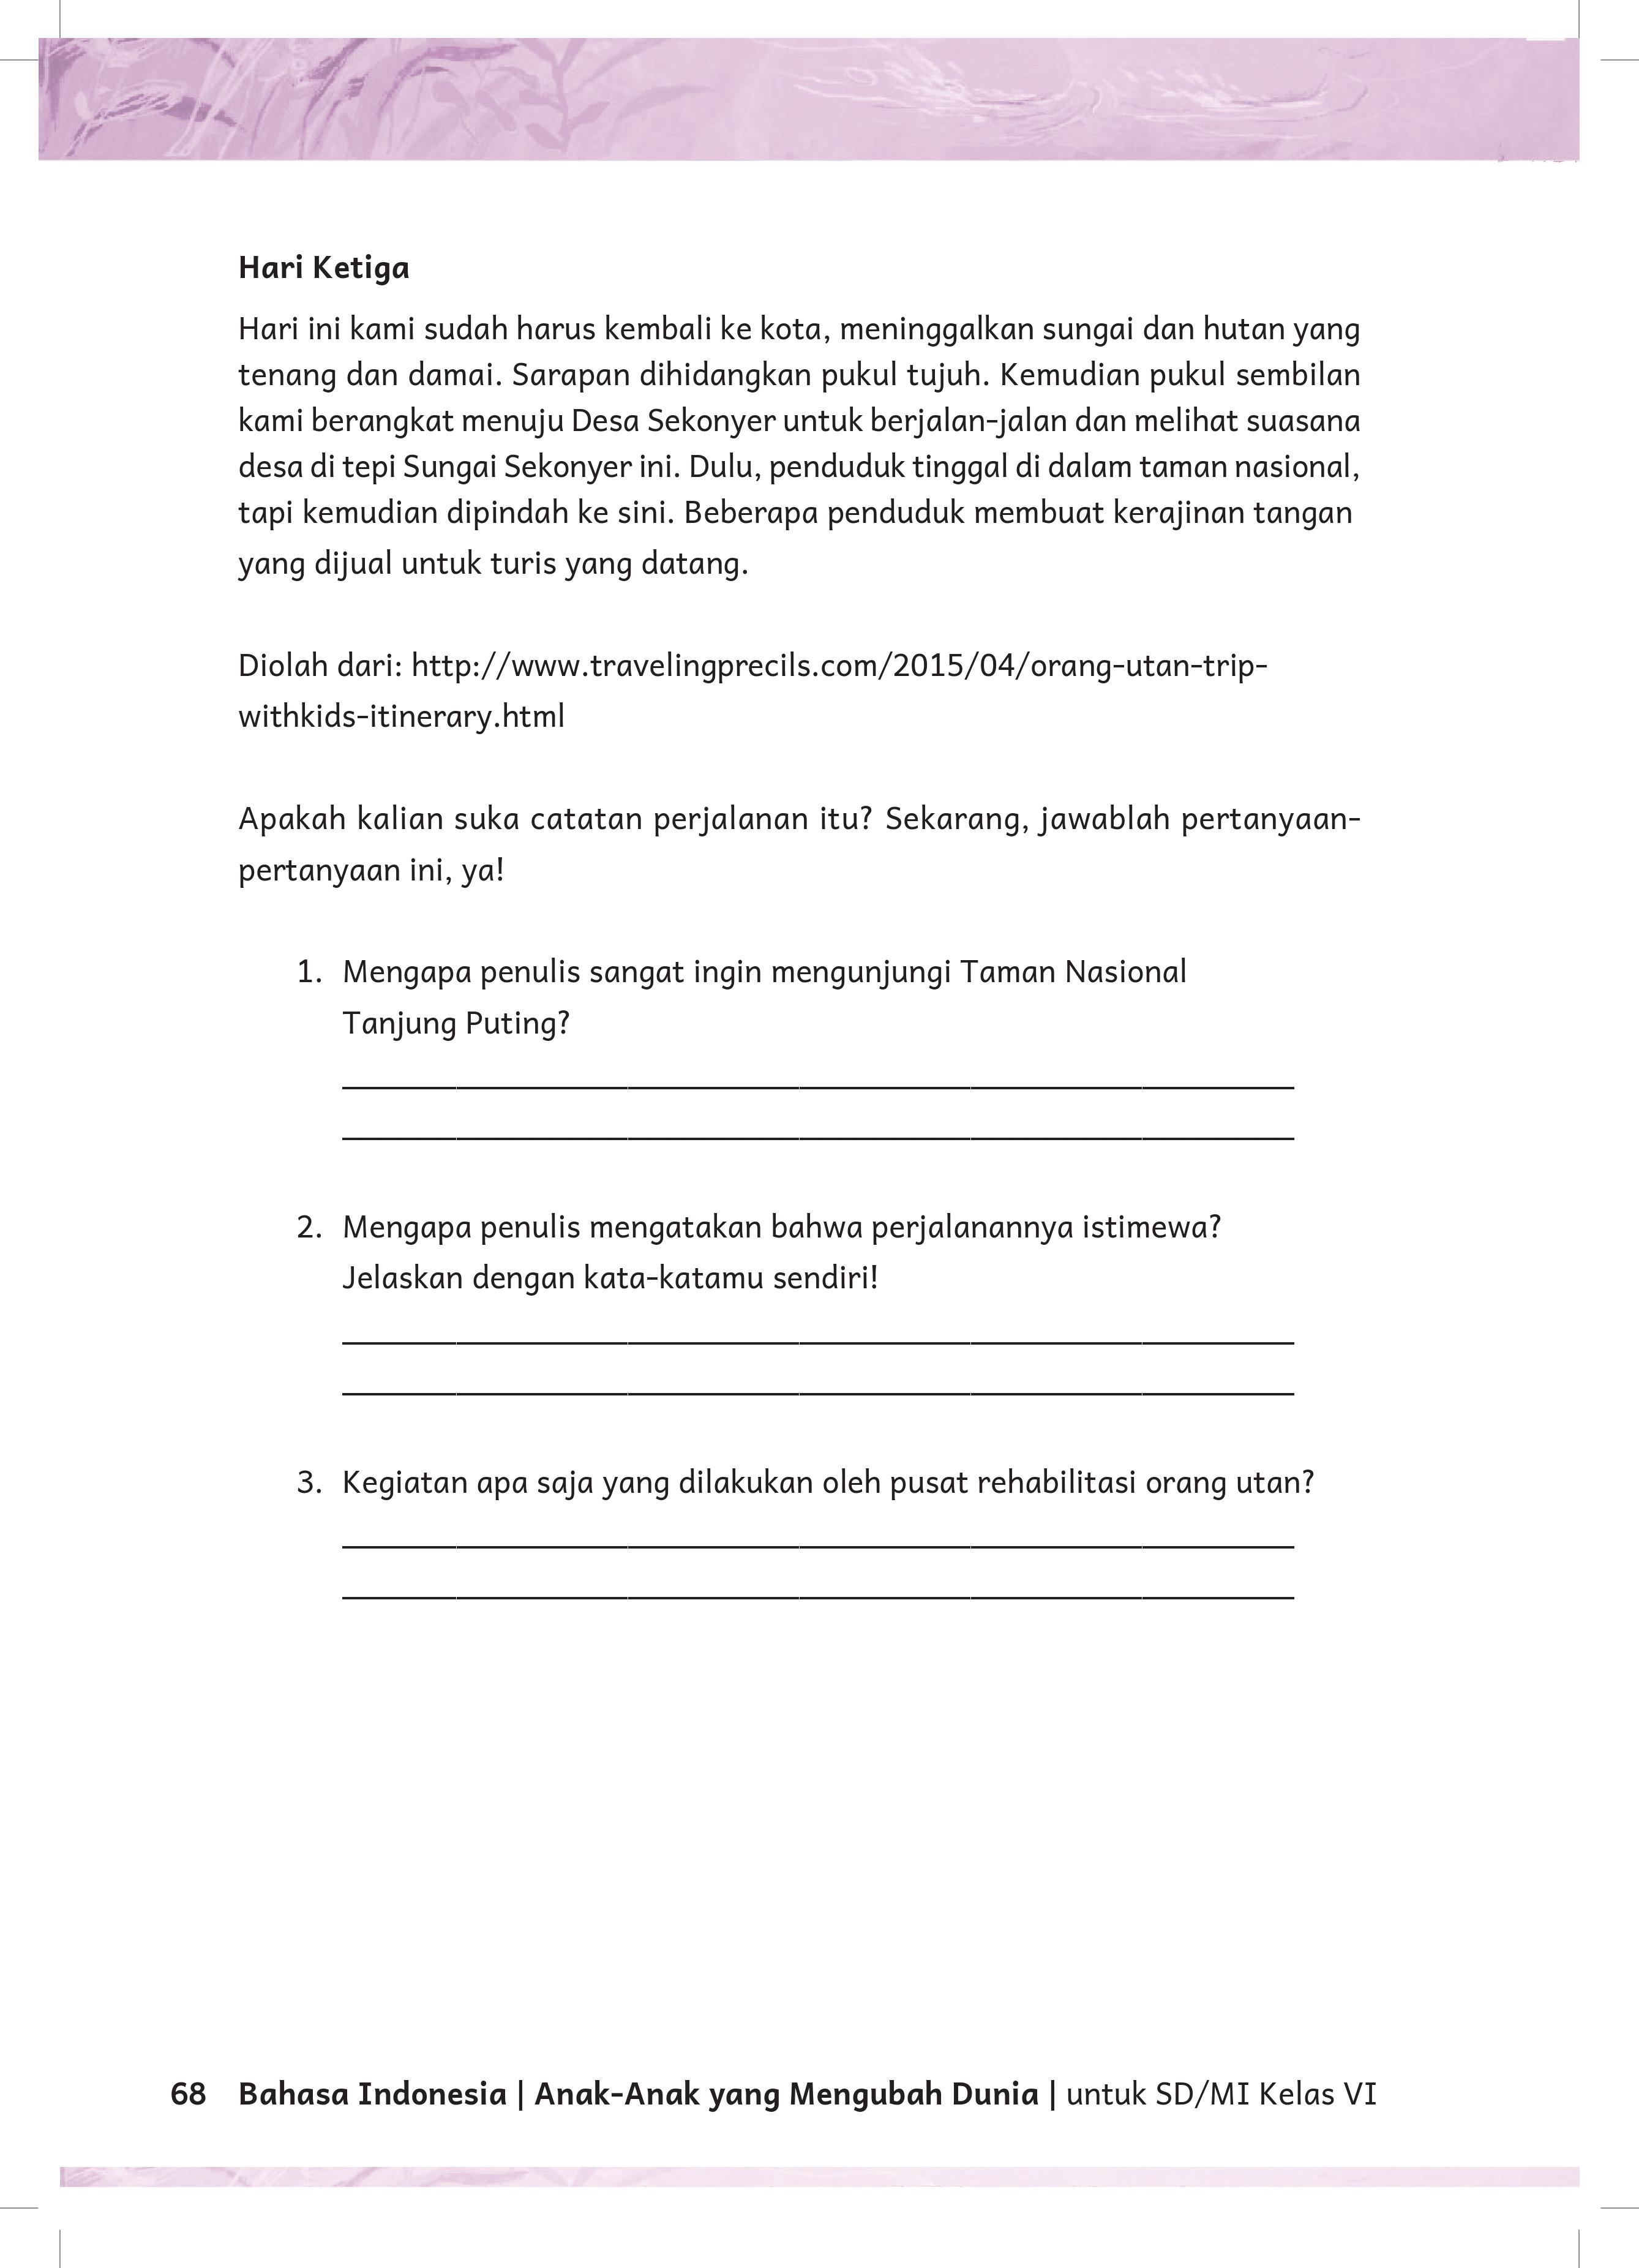 Hari Ketiga
Hari ini kami sudah harus kembali ke kota, meninggalkan sungai dan hutan yang
tenang dan damai. Sarapan dihidangkan pukul tujuh. Kemudian pukul sembilan
kami berangkat menuju Desa Sekonyer untuk berjalan-jalan dan melihat suasana
desa di tepi Sungai Sekonyer ini. Dulu, penduduk tinggal di dalam taman nasional,
tapi kemudian dipindah ke sini. Beberapa penduduk membuat kerajinan tangan
yang dijual untuk turis yang datang.
Diolah dari: http://www.travelingprecils.com/2015/04/orang-utan-trip-
withkids-itinerary.html
Apakah kalian suka catatan perjalanan itu? Sekarang, jawablah pertanyaan-
pertanyaan ini, ya!
1. Mengapa penulis sangat ingin mengunjungi Taman Nasional
Tanjung Puting?
2. Mengapa penulis mengatakan bahwa perjalanannya istimewa?
Jelaskan dengan kata-katamu sendiri!
3. Kegiatan apa saja yang dilakukan oleh pusat rehabilitasi orang utan?
68 Bahasa Indonesia | Anak-Anak yang Mengubah Dunia | untuk SD/MI Kelas VI